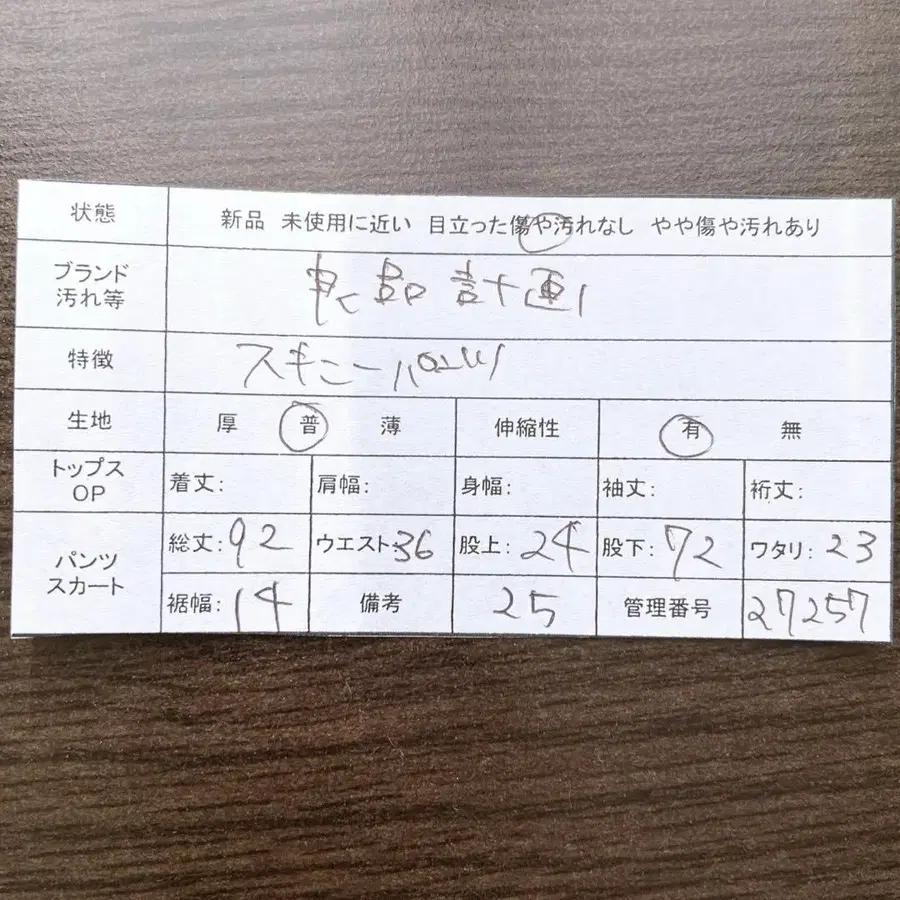 状態 新品 未使用に近い 目立った傷や汚れなし やや傷や汚れあり
ブランド 良品計画
汚れ等
特徴 スキニーパンツ
生地 厚 普 薄 伸縮性 有 無
トップス OP 着丈: 肩幅: 身幅: 袖丈: 裄丈:
パンツ スカート 総丈:92 ウエスト:36 股上:24 股下:72 ワタリ:23
裾幅:14 備考 25 管理番号 27257